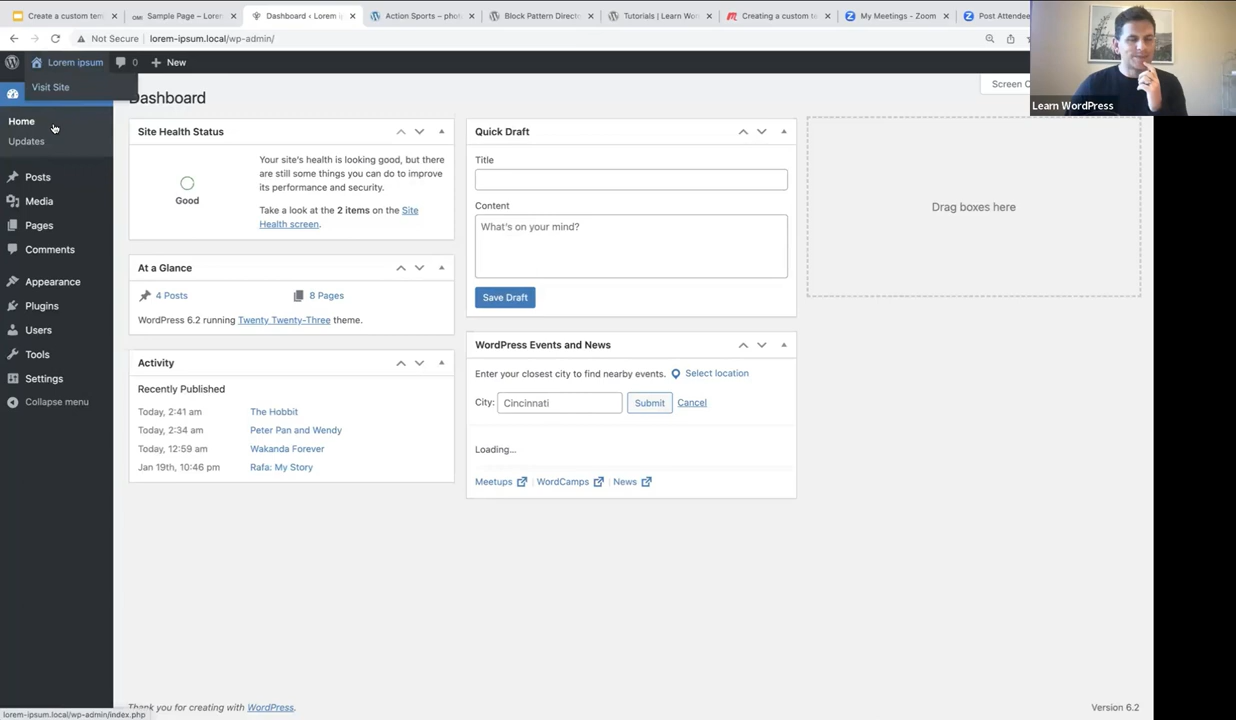 Create a custom tem
Sample Page – Loren
Dashboard ‹ Lorem i
Action Sports – phot
Block Pattern Direct
Tutorials | Learn Wor
Creating a custom te
My Meetings - Zoom
Post Attendee
Not Secure
lorem-ipsum.local/wp-admin/
Lorem ipsum
0
New
Visit Site
Screen O
Learn WordPress
Dashboard
Home
Updates
Posts
Media
Pages
Comments
Appearance
Plugins
Users
Tools
Settings
Collapse menu
Site Health Status
Good
Your site's health is looking good, but there
are still some things you can do to improve
its performance and security.
Take a look at the 2 items on the Site
Health screen.
At a Glance
4 Posts
8 Pages
WordPress 6.2 running Twenty Twenty-Three theme.
Activity
Recently Published
Today, 2:41 am The Hobbit
Today, 2:34 am Peter Pan and Wendy
Today, 12:59 am Wakanda Forever
Jan 19th, 10:46 pm Rafa: My Story
Quick Draft
Title
Content
What's on your mind?
Save Draft
WordPress Events and News
Enter your closest city to find nearby events. Select location
City: Cincinnati Submit Cancel
Loading...
Meetups | WordCamps | News
Drag boxes here
Thank you for creating with WordPress.
Version 6.2
lorem-ipsum.local/wp-admin/index.php